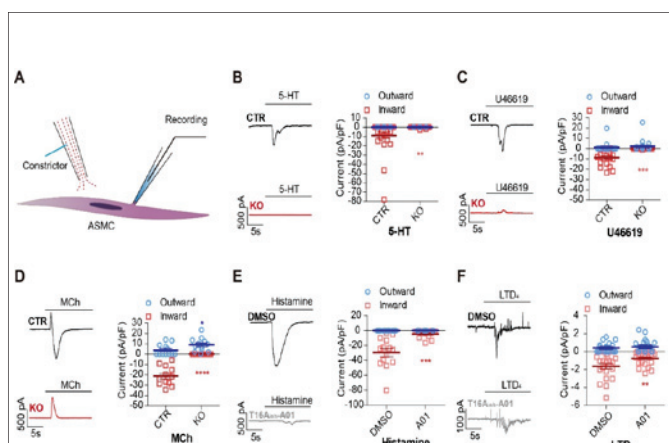 A
Constrictor
Recording
ASMC
B
5-HT
CTR
5-HT
KO
500 pA
5s
Outward
Inward
Current (pA/pF)
10
0
-10
-20
-30
-40
-50
-60
-70
-80
CTR
KO
**
5-HT
C
U46619
CTR
U46619
KO
500 pA
5s
Outward
Inward
Current (pA/pF)
50
40
30
20
10
0
-10
-20
-30
-40
-50
CTR
KO
***
U46619
D
MCh
CTR
MCh
KO
500 pA
5s
Outward
Inward
Current (pA/pF)
30
20
10
0
-10
-20
-30
-40
-50
CTR
KO
*
****
MCh
E
Histamine
DMSO
Histamine
500 pA
5s
Outward
Inward
Current (pA/pF)
20
0
-20
-40
-60
-80
-100
DMSO
A01
***
Histamine
F
LTD₄
DMSO
LTD₄
5s
Outward
Inward
Current (pA/pF)
4
2
0
-2
-4
-6
DMSO
A01
**